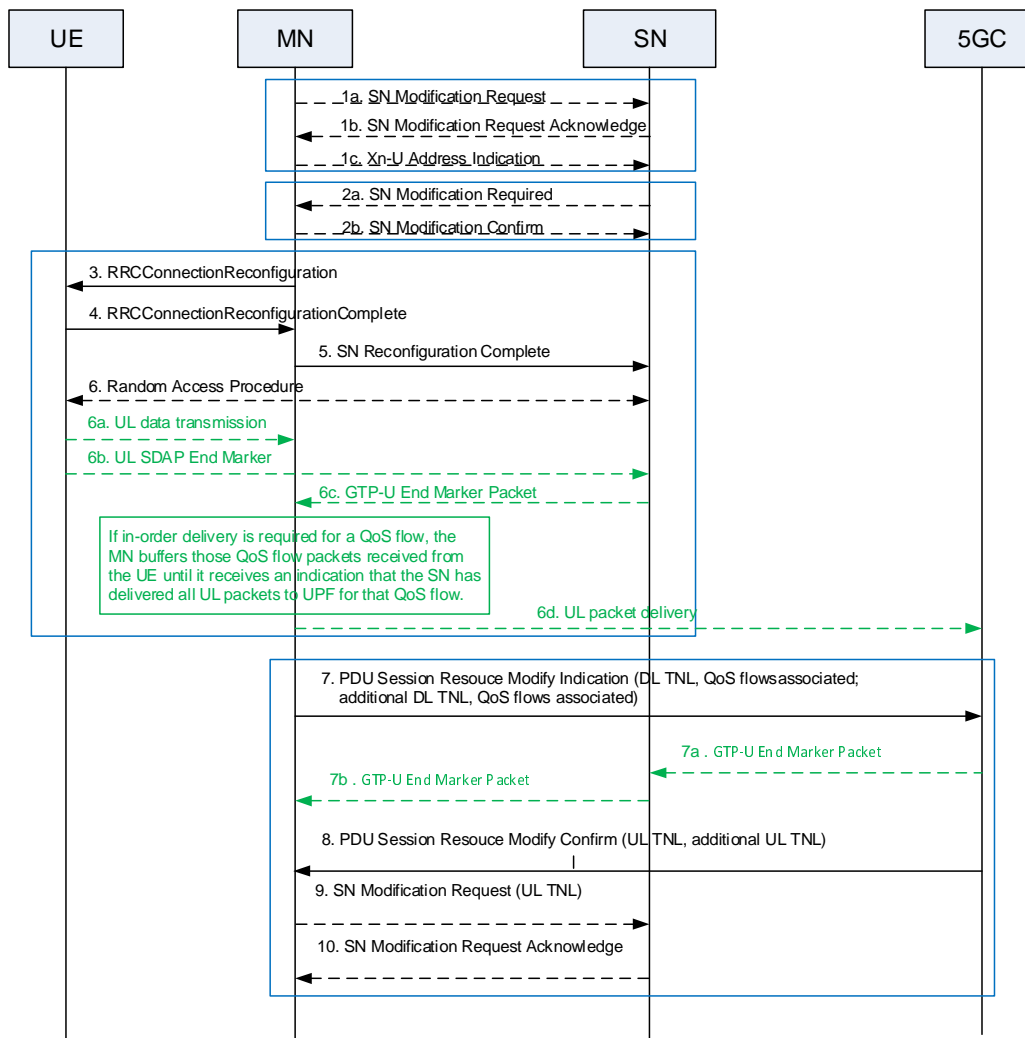 UE
MN
SN
5GC
1a. SN Modification Request
1b. SN Modification Request Acknowledge
1c. Xn-U Address Indication
2a. SN Modification Required
2b. SN Modification Confirm
3. RRCConnectionReconfiguration
4. RRCConnectionReconfigurationComplete
5. SN Reconfiguration Complete
6. Random Access Procedure
6a. UL data transmission
6b. UL SDAP End Marker
6c. GTP-U End Marker Packet
If in-order delivery is required for a QoS flow, the
MN buffers those QoS flow packets received from
the UE until it receives an indication that the SN has
delivered all UL packets to UPF for that QoS flow.
6d. UL packet delivery
7. PDU Session Resouce Modify Indication (DL TNL, QoS flowsassociated;
additional DL TNL, QoS flows associated)
7a . GTP-U End Marker Packet
7b . GTP-U End Marker Packet
8. PDU Session Resouce Modify Confirm (UL TNL, additional UL TNL)
9. SN Modification Request (UL TNL)
10. SN Modification Request Acknowledge